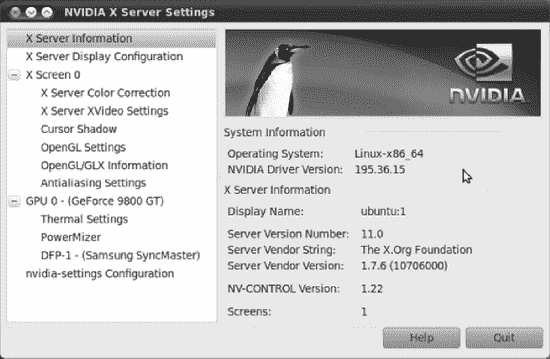 NVIDIA X Server Settings
X Server Information
X Server Display Configuration
X Screen 0
X Server Color Correction
X Server XVideo Settings
Cursor Shadow
OpenGL Settings
OpenGL/GLX Information
Antialiasing Settings
GPU 0 - (GeForce 9800 GT)
Thermal Settings
PowerMizer
DFP-1 - (Samsung SyncMaster)
nvidia-settings Configuration
NVIDIA
System Information
Operating System: Linux-x86_64
NVIDIA Driver Version: 195.36.15
X Server Information
Display Name: ubuntu:1
Server Version Number: 11.0
Server Vendor String: The X.Org Foundation
Server Vendor Version: 1.7.6 (10706000)
NV-CONTROL Version: 1.22
Screens: 1
Help Quit